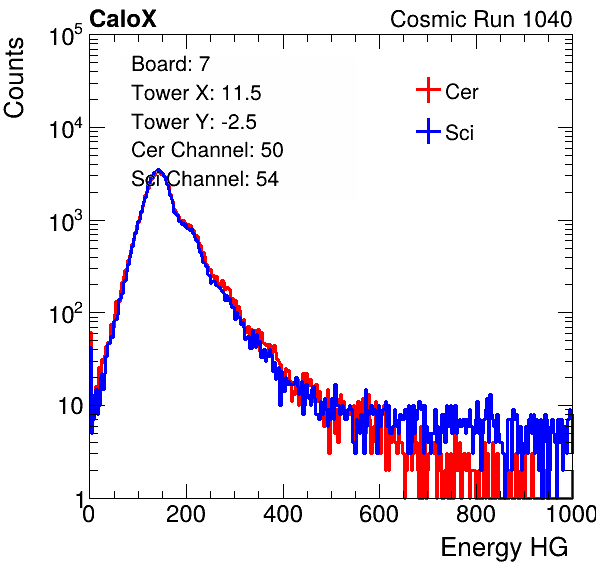 CaloX Cosmic Run 1040
Counts
10^5
10^4
10^3
10^2
10
1
Board: 7
Tower X: 11.5
Tower Y: -2.5
Cer Channel: 50
Sci Channel: 54
Cer
Sci
0 200 400 600 800 1000
Energy HG